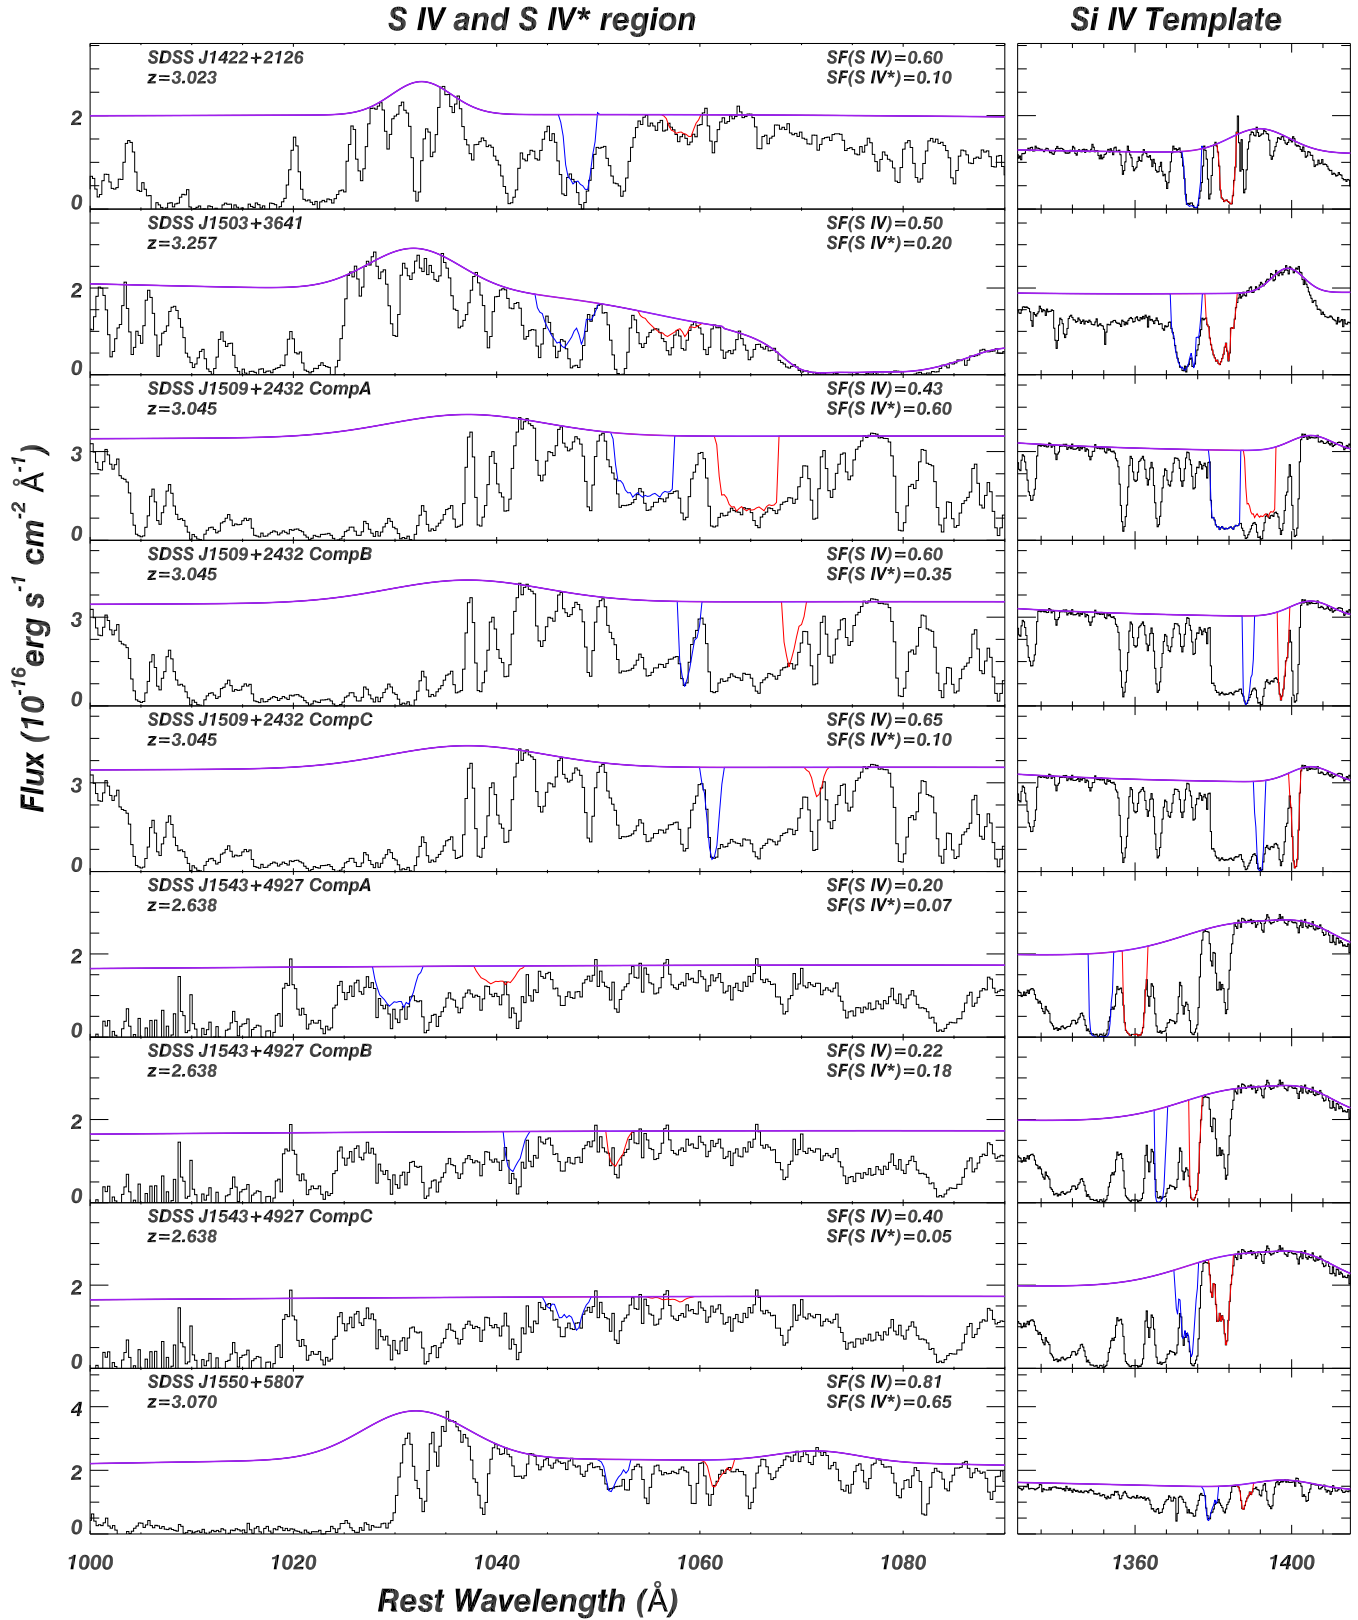 S IV and S IV* region
Si IV Template
SDSS J1422+2126
z=3.023
SF(S IV)=0.60
SF(S IV*)=0.10
2
0
SDSS J1503+3641
z=3.257
SF(S IV)=0.50
SF(S IV*)=0.20
2
0
SDSS J1509+2432 CompA
z=3.045
SF(S IV)=0.43
SF(S IV*)=0.60
3
0
SDSS J1509+2432 CompB
z=3.045
SF(S IV)=0.60
SF(S IV*)=0.35
3
0
SDSS J1509+2432 CompC
z=3.045
SF(S IV)=0.65
SF(S IV*)=0.10
3
0
SDSS J1543+4927 CompA
z=2.638
SF(S IV)=0.20
SF(S IV*)=0.07
2
0
SDSS J1543+4927 CompB
z=2.638
SF(S IV)=0.22
SF(S IV*)=0.18
2
0
SDSS J1543+4927 CompC
z=2.638
SF(S IV)=0.40
SF(S IV*)=0.05
2
0
SDSS J1550+5807
z=3.070
SF(S IV)=0.81
SF(S IV*)=0.65
4
2
0
Flux (10⁻¹⁶erg s⁻¹ cm⁻² Å⁻¹)
1000 1020 1040 1060 1080 1360 1400
Rest Wavelength (Å)